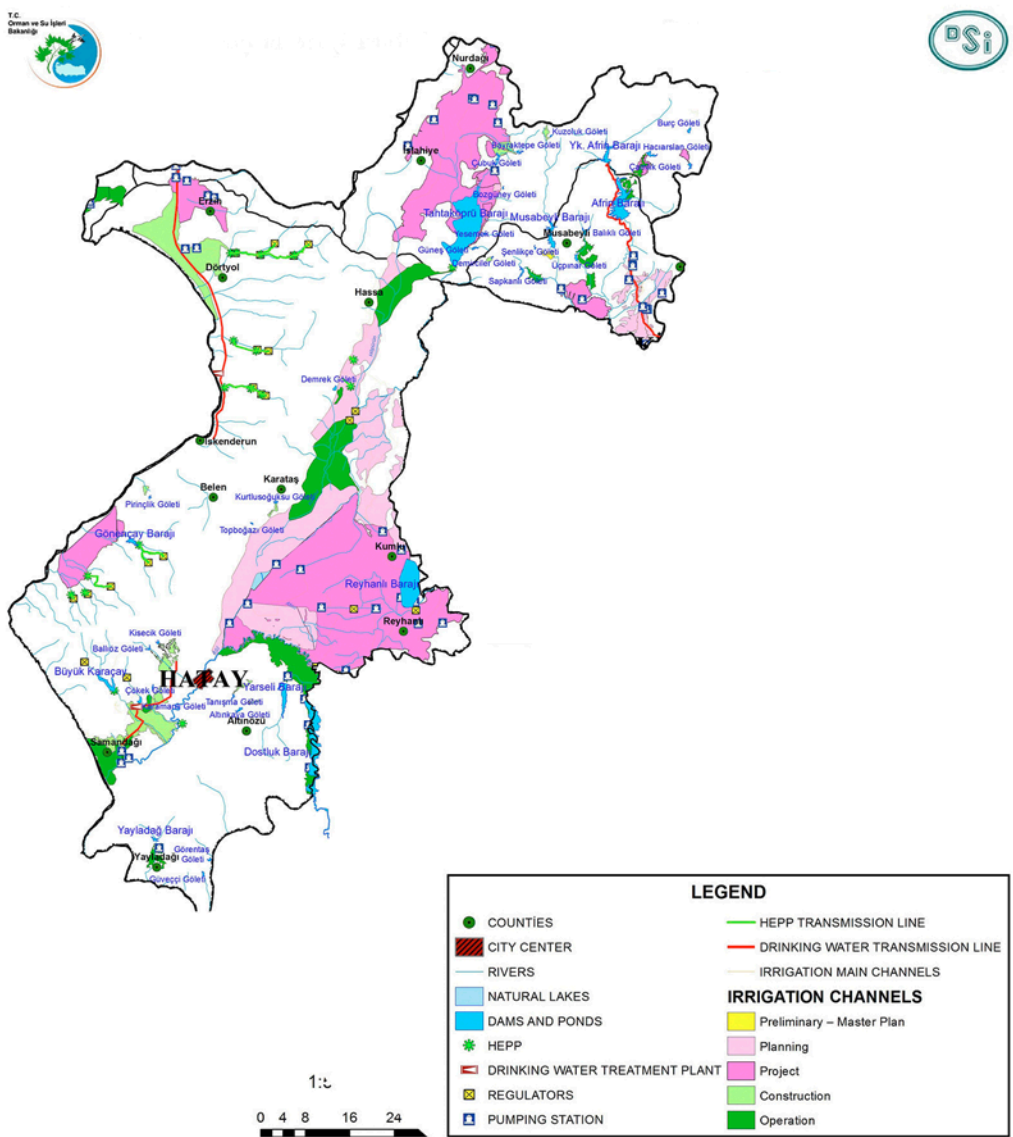 T.C.
Orman ve Su İşleri
Bakanlığı
DSi
Nurdağı
Burç Göleti
Kuzoluk Göleti
Bayraktepe Göleti
Yk. Afrin Barajı
Hacıarslan Göleti
Islahiye
Çubuk Göleti
Bozguney Göleti
Afrin Barajı
Erzin
Tahtaköprü Barajı
Musabeyli Barajı
Yesemek Göleti
Musabeyli
Balıklı Göleti
Güneş Göleti
Şenlikçe Göleti
Demirciler Göleti
Üçpınar Göleti
Dörtyol
Sapkanlı Göleti
Hassa
Demrek Göleti
İskenderun
Karataş
Belen
Kurtlusoğuksu Göleti
Pirinçlik Göleti
Topboğazı Göleti
Gönençay Barajı
Kumlu
Reyhanlı Barajı
Reyhanlı
Kisecik Göleti
Ballıöz Göleti
Büyük Karaçay
HATAY
Yarseli Barajı
Çökek Göleti
Karamanlı Göleti
Tanışma Göleti
Altınkaya Göleti
Altınözü
Samandağı
Dostluk Barajı
Yayladağ Barajı
Görentaş
Göleti
Yayladağı
Güveççi Göleti
LEGEND
COUNTİES
CITY CENTER
RIVERS
NATURAL LAKES
DAMS AND PONDS
HEPP
DRINKING WATER TREATMENT PLANT
REGULATORS
PUMPING STATION
HEPP TRANSMISSION LINE
DRINKING WATER TRANSMISSION LINE
IRRIGATION MAIN CHANNELS
IRRIGATION CHANNELS
Preliminary – Master Plan
Planning
Project
Construction
Operation
0 4 8 16 24